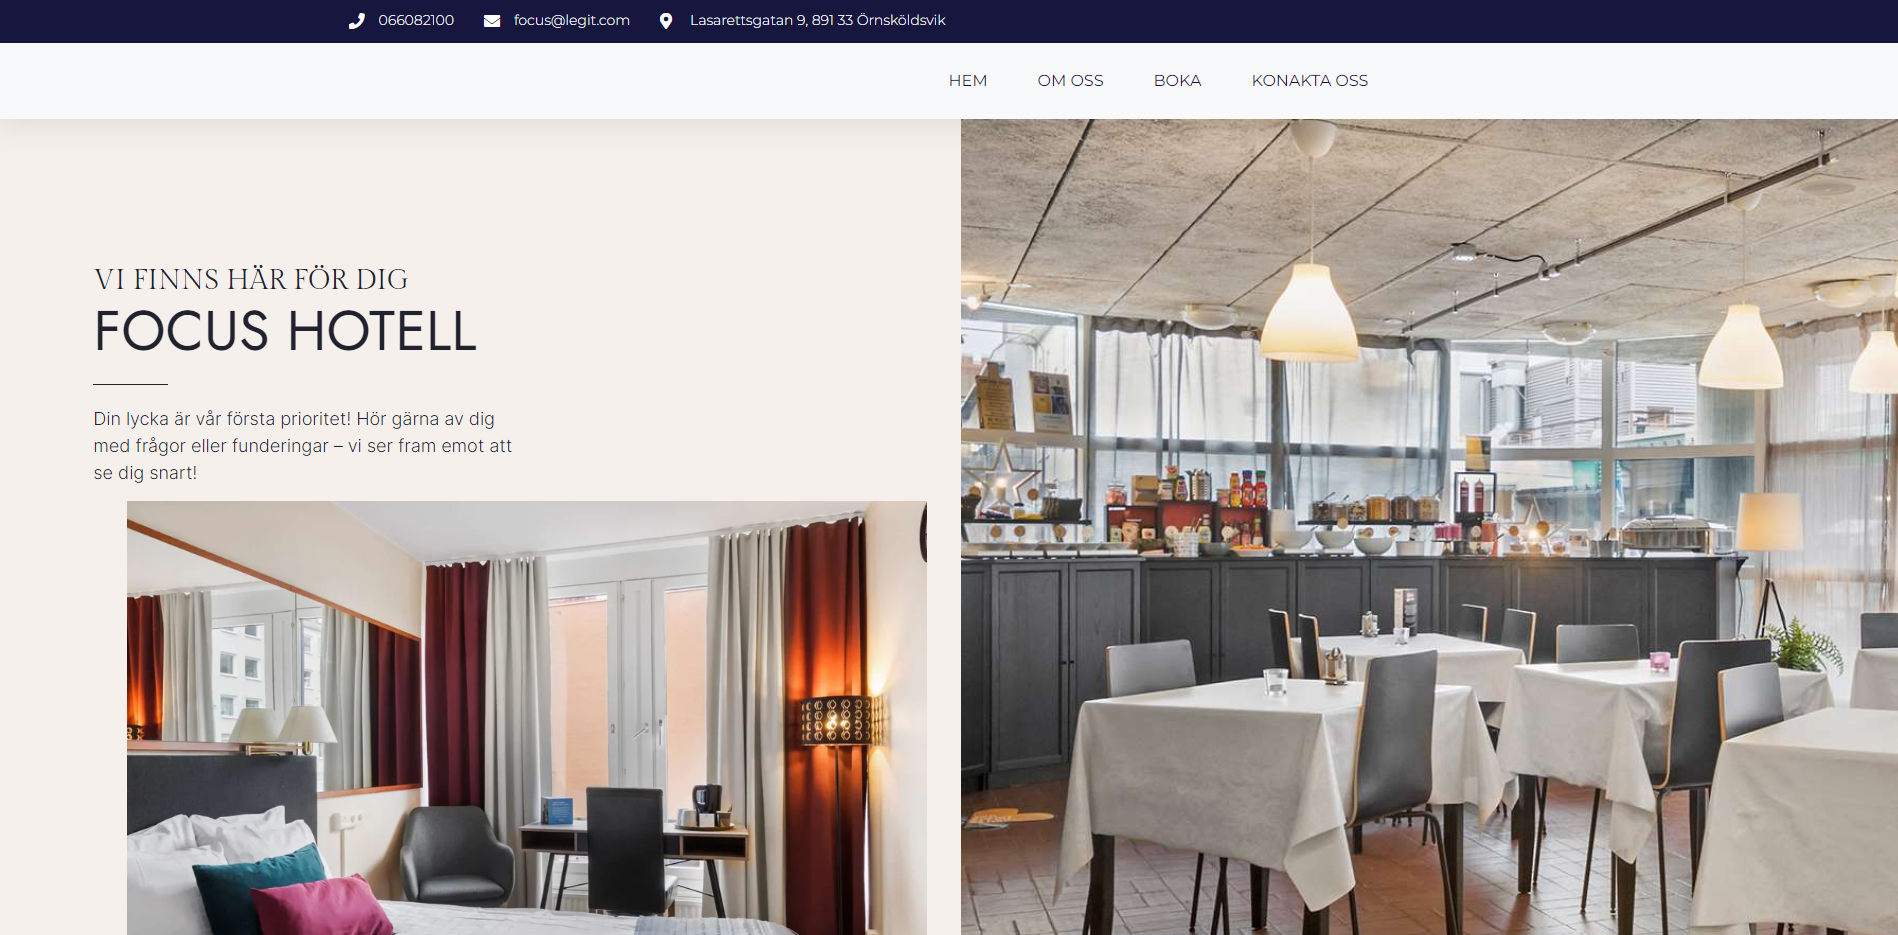 066082100 focus@legit.com Lasarettsgatan 9, 891 33 Örnsköldsvik
HEM OM OSS BOKA KONAKTA OSS
VI FINNS HÄR FÖR DIG
FOCUS HOTELL
Din lycka är vår första prioritet! Hör gärna av dig
med frågor eller funderingar – vi ser fram emot att
se dig snart!